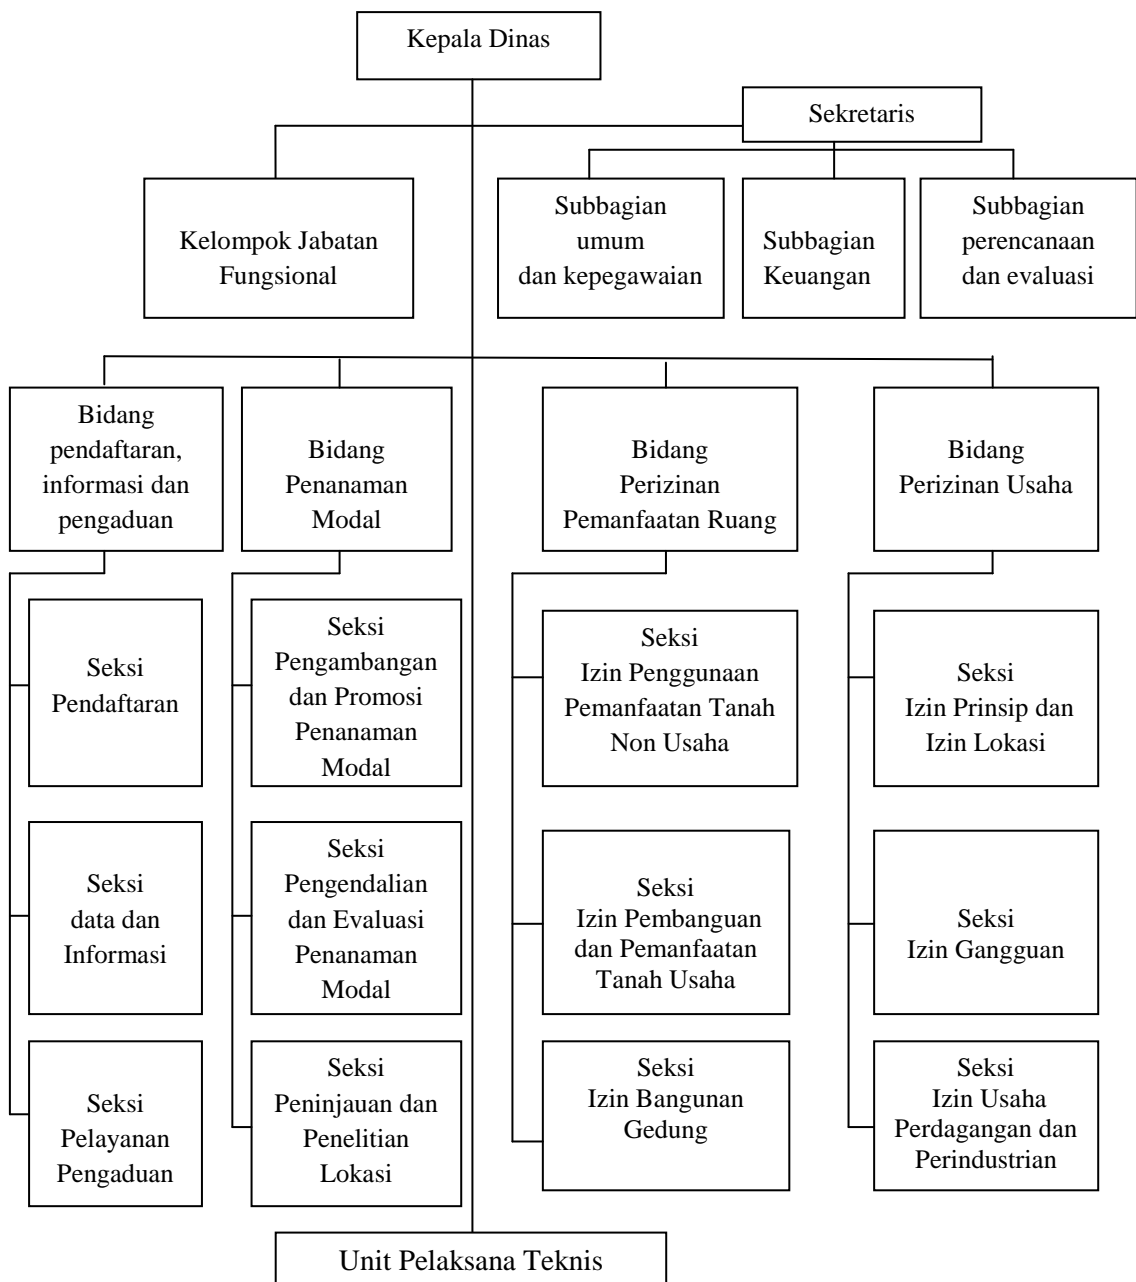 Kepala Dinas
Sekretaris
Kelompok Jabatan
Fungsional
Subbagian
umum
dan kepegawaian
Subbagian
Keuangan
Subbagian
perencanaan
dan evaluasi
Bidang
pendaftaran,
informasi dan
pengaduan
Bidang
Penanaman
Modal
Bidang
Perizinan
Pemanfaatan Ruang
Bidang
Perizinan Usaha
Seksi
Pendaftaran
Seksi
Pengambangan
dan Promosi
Penanaman
Modal
Seksi
Izin Penggunaan
Pemanfaatan Tanah
Non Usaha
Seksi
Izin Prinsip dan
Izin Lokasi
Seksi
data dan
Informasi
Seksi
Pengendalian
dan Evaluasi
Penanaman
Modal
Seksi
Izin Pembanguan
dan Pemanfaatan
Tanah Usaha
Seksi
Izin Gangguan
Seksi
Pelayanan
Pengaduan
Seksi
Peninjauan dan
Penelitian
Lokasi
Seksi
Izin Bangunan
Gedung
Seksi
Izin Usaha
Perdagangan dan
Perindustrian
Unit Pelaksana Teknis